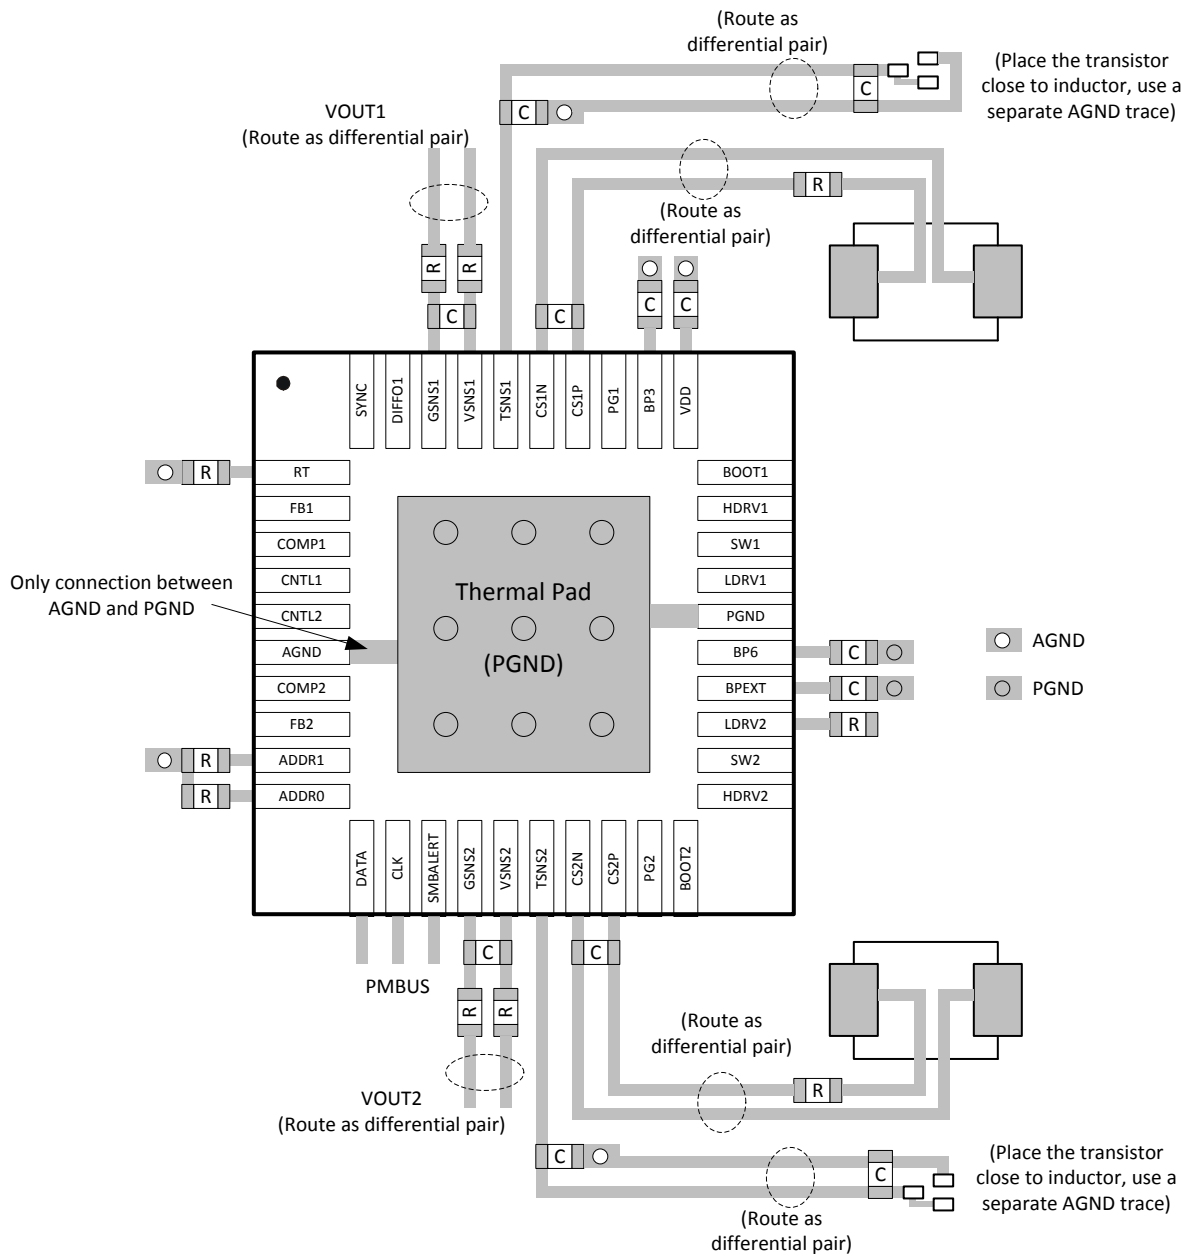 (Route as
differential pair)
(Place the transistor
close to inductor, use a
separate AGND trace)
C
C
VOUT1
(Route as differential pair)
R
(Route as
differential pair)
R
R
C
C
C
C
SYNC
DIFFO1
GSNS1
VSNS1
TSNS1
CS1N
CS1P
PG1
BP3
VDD
R
RT
FB1
COMP1
CNTL1
CNTL2
AGND
COMP2
FB2
R
ADDR1
R
ADDR0
Only connection between
AGND and PGND
Thermal Pad
(PGND)
BOOT1
HDRV1
SW1
LDRV1
PGND
BP6
C
BPEXT
C
LDRV2
R
SW2
HDRV2
AGND
PGND
DATA
CLK
SMBALERT
GSNS2
VSNS2
TSNS2
CS2N
CS2P
PG2
BOOT2
C
C
PMBUS
R
R
(Route as
differential pair)
R
VOUT2
(Route as differential pair)
C
C
(Place the transistor
close to inductor, use a
separate AGND trace)
(Route as
differential pair)